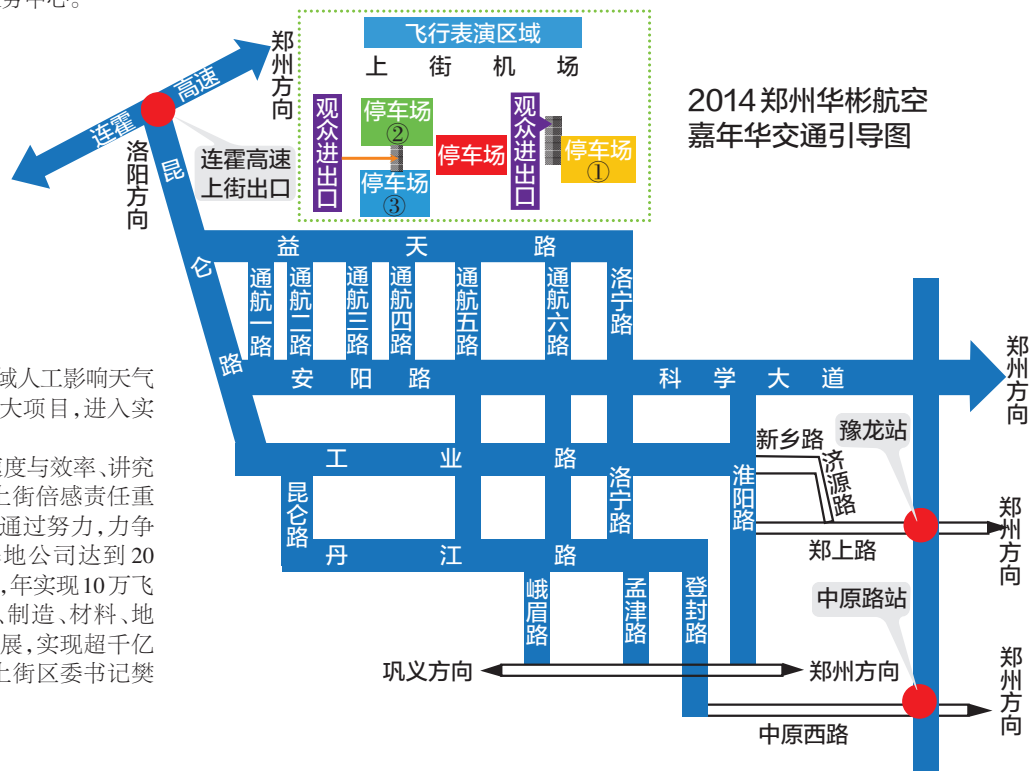 务中心。
2014郑州华彬航空
嘉年华交通引导图
飞行表演区域
上街机场
观众进出口
停车场
②
停车场
③
停车场
观众进出口
停车场
①
郑州方向
连霍高速
洛阳方向
连霍高速
上街出口
昆仑路
益天路
通航一路
通航二路
通航三路
通航四路
通航五路
通航六路
洛宁路
安阳路
科学大道
郑州方向
域人工影响天气
大项目,进入实
度与效率、讲究
上街倍感责任重
通过努力,力争
地公司达到20
,年实现10万飞
、制造、材料、地
展,实现超千亿
上街区委书记樊
工业路
昆仑路
洛宁路
淮阳路
新乡路
济源路
豫龙站
郑上路
郑州方向
丹江路
峨眉路
孟津路
登封路
中原路站
巩义方向
郑州方向
中原西路
郑州方向